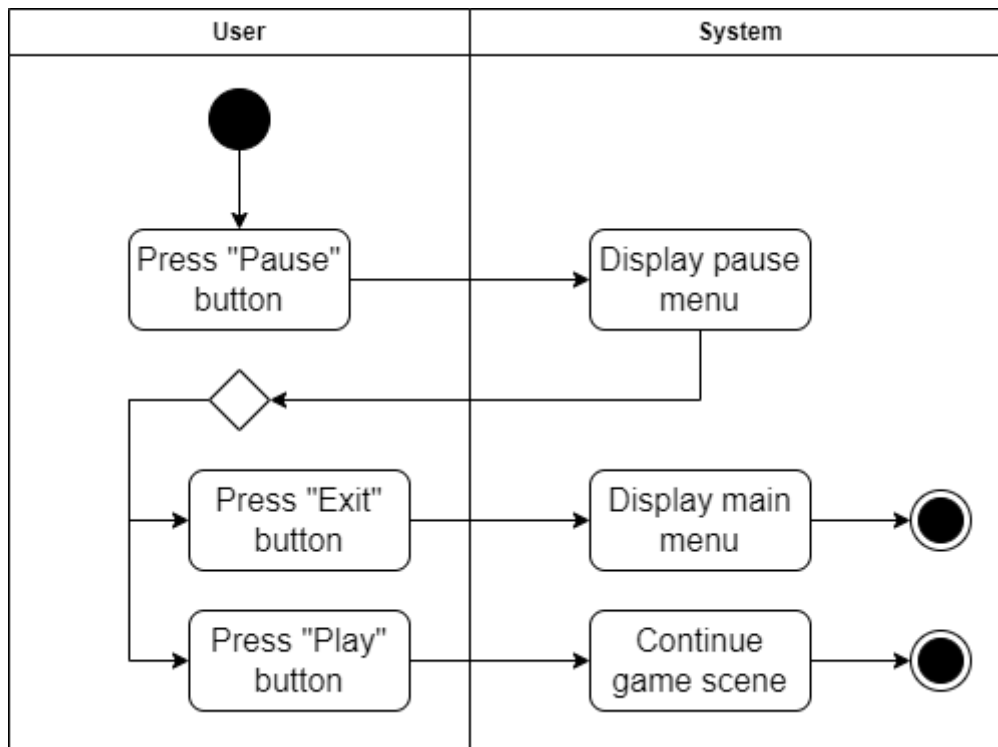 User
System
Press "Pause"
button
Display pause
menu
Press "Exit"
button
Display main
menu
Press "Play"
button
Continue
game scene